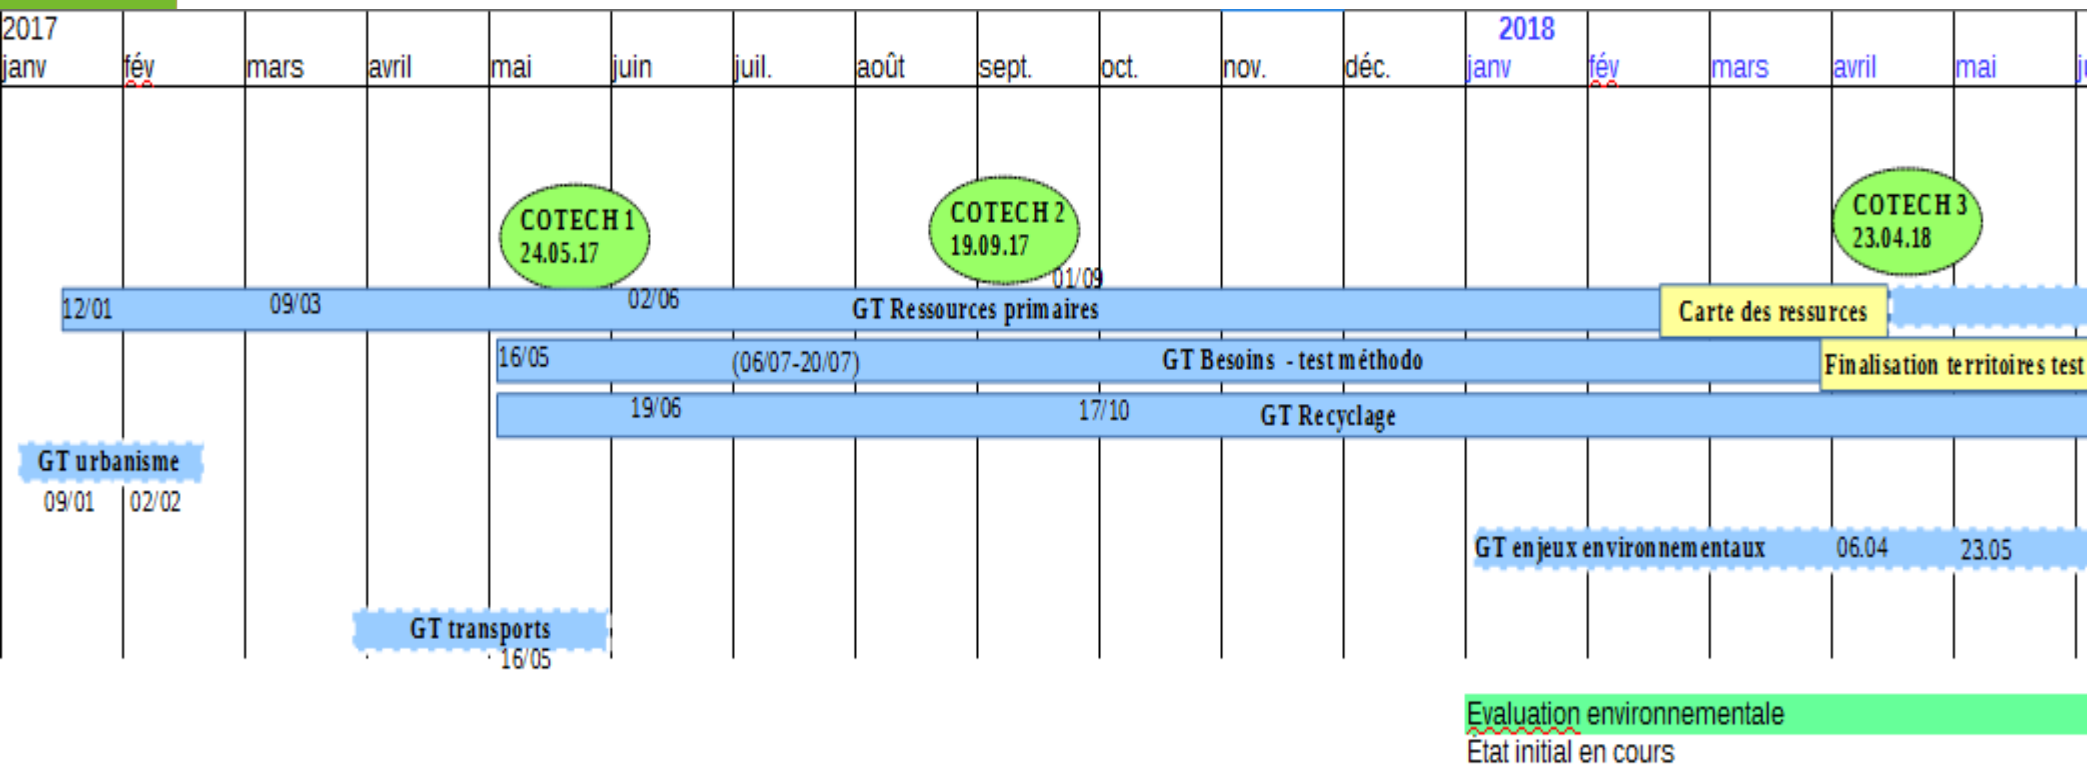 2017
2018
janv fév mars avril mai juin juil. août sept. oct. nov. déc. janv fév mars avril mai
COTECH 1
24.05.17
COTECH 2
19.09.17
COTECH 3
23.04.18
01/09
12/01 09/03 02/06 GT Ressources primaires Carte des ressurces
16/05 (06/07-20/07) GT Besoins - test méthodo Finalisation territoires test
19/06 17/10 GT Recyclage
GT urbanisme
09/01 02/02
GT enjeux environnementaux 06.04 23.05
GT transports
16/05
Evaluation environnementale
État initial en cours